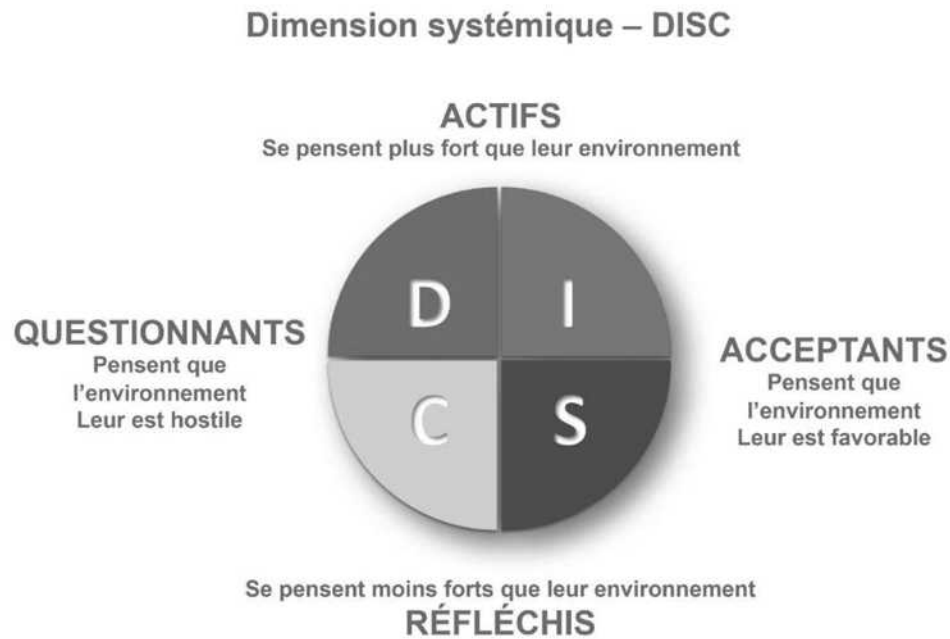 Dimension systémique – DISC
ACTIFS
Se pensent plus fort que leur environnement
D I
QUESTIONNANTS
Pensent que
l'environnement
Leur est hostile
ACCEPTANTS
Pensent que
l'environnement
Leur est favorable
C S
Se pensent moins forts que leur environnement
RÉFLÉCHIS